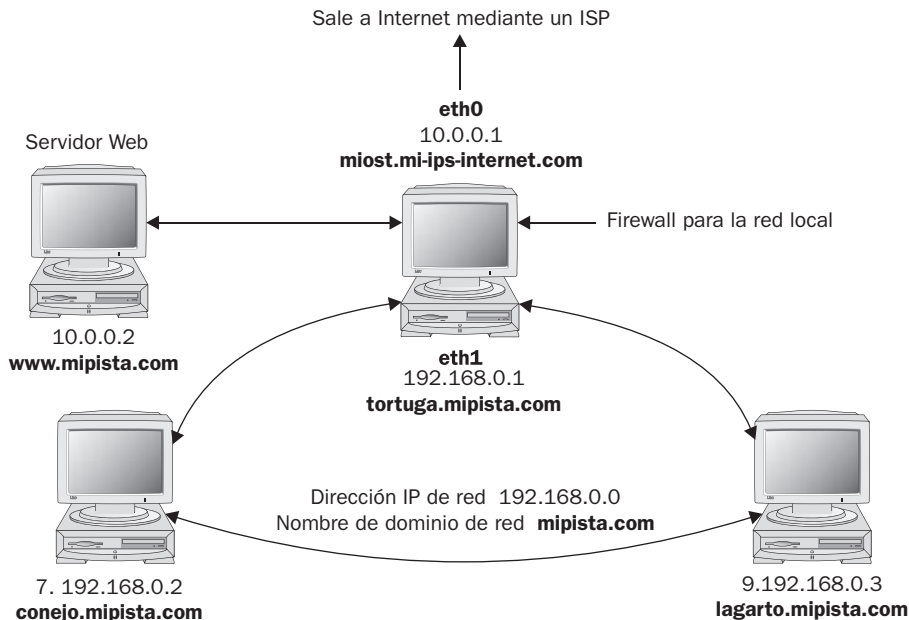 Sale a Internet mediante un ISP
eth0
10.0.0.1
miost.mi-ips-internet.com
Servidor Web
Firewall para la red local
10.0.0.2
www.mipista.com
eth1
192.168.0.1
tortuga.mipista.com
Dirección IP de red 192.168.0.0
Nombre de dominio de red mipista.com
7. 192.168.0.2
conejo.mipista.com
9.192.168.0.3
lagarto.mipista.com